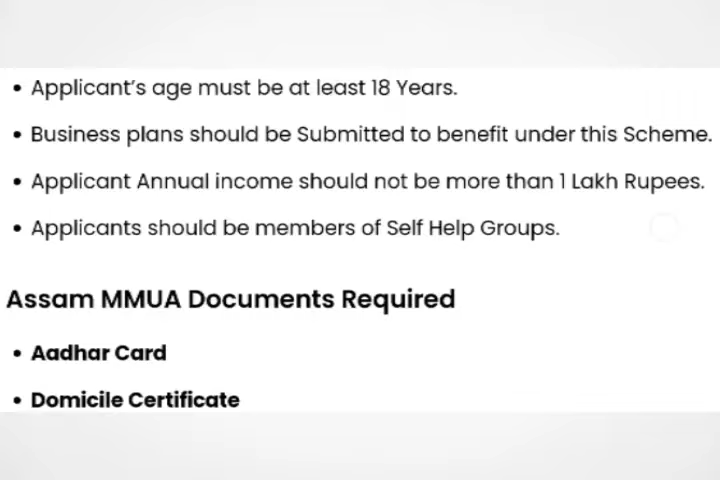 • Applicant's age must be at least 18 Years.
• Business plans should be Submitted to benefit under this Scheme.
• Applicant Annual income should not be more than 1 Lakh Rupees.
• Applicants should be members of Self Help Groups.
Assam MMUA Documents Required
• Aadhar Card
• Domicile Certificate